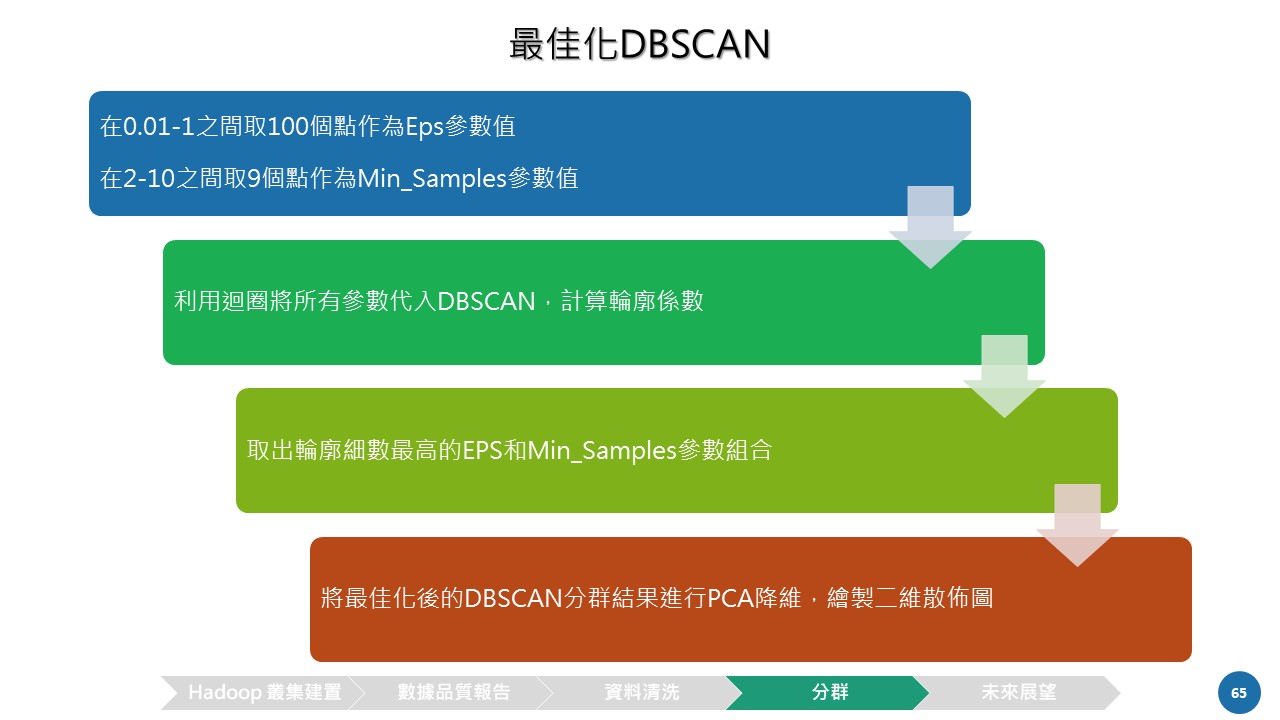 最佳化DBSCAN
在0.01-1之間取100個點作為Eps參數值
在2-10之間取9個點作為Min_Samples參數值
利用迴圈將所有參數代入DBSCAN，計算輪廓係數
取出輪廓細數最高的EPS和Min_Samples參數組合
將最佳化後的DBSCAN分群結果進行PCA降維，繪製二維散佈圖
Hadoop 叢集建置
數據品質報告
資料清洗
分群
未來展望
65